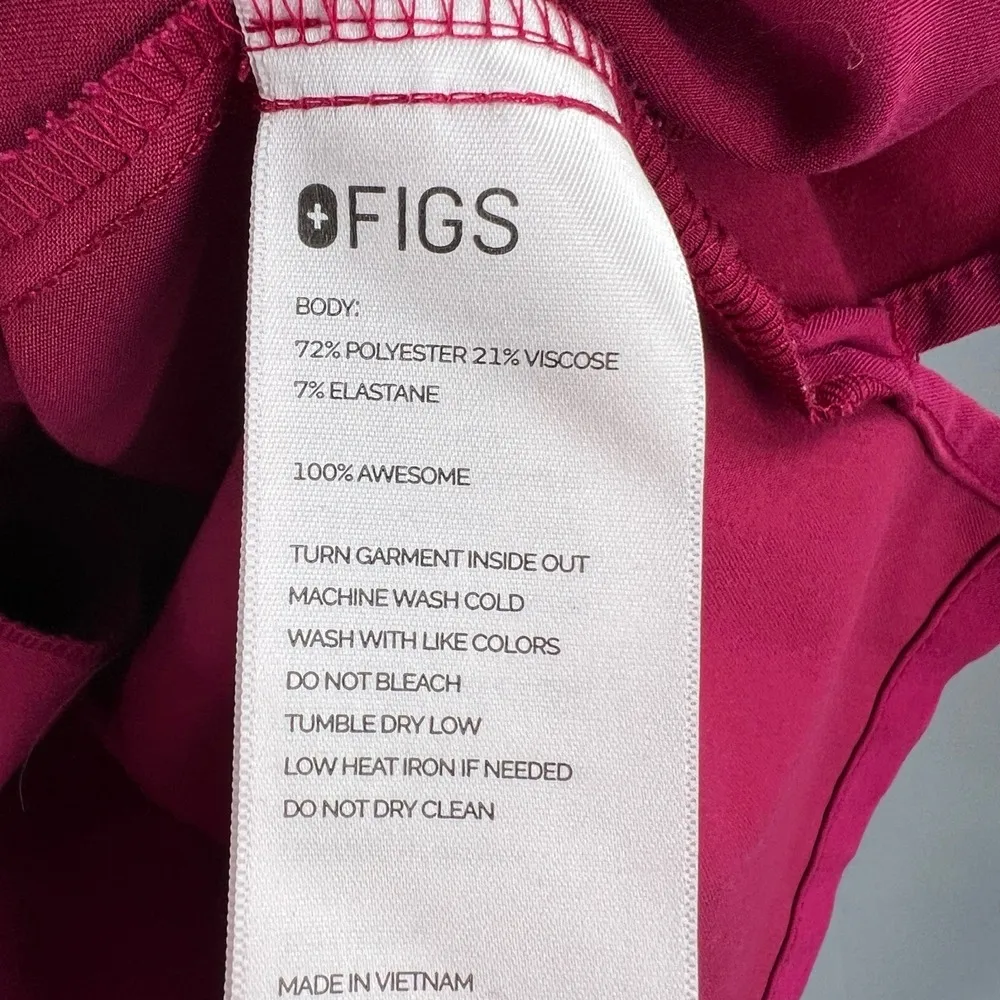 FIGS
BODY:
72% POLYESTER 21% VISCOSE
7% ELASTANE
100% AWESOME
TURN GARMENT INSIDE OUT
MACHINE WASH COLD
WASH WITH LIKE COLORS
DO NOT BLEACH
TUMBLE DRY LOW
LOW HEAT IRON IF NEEDED
DO NOT DRY CLEAN
MADE IN VIETNAM